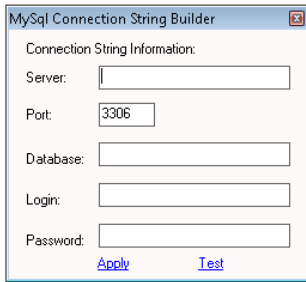 MySql Connection String Builder
Connection String Information:
Server:
Port: 3306
Database:
Login:
Password:
Apply Test